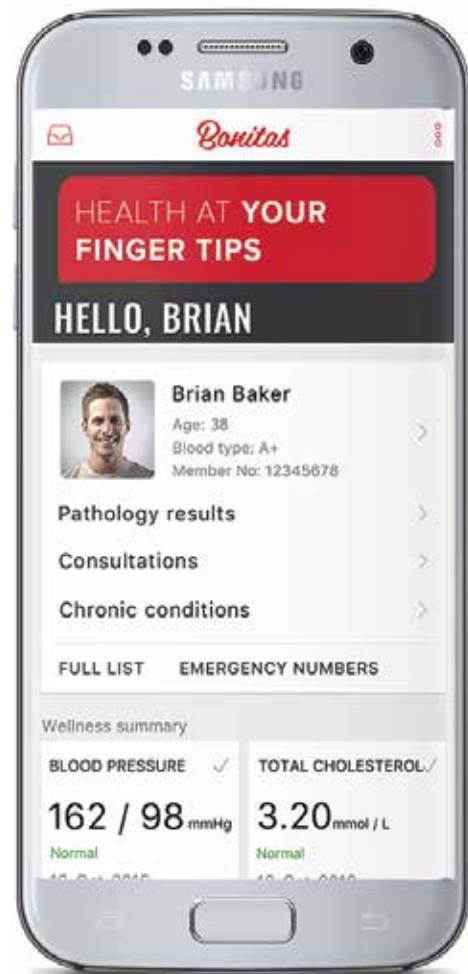 SAMSUNG
Bonitas
HEALTH AT YOUR
FINGER TIPS
HELLO, BRIAN
Brian Baker
Age: 38
Blood type: A+
Member No: 12345678
Pathology results
Consultations
Chronic conditions
FULL LIST EMERGENCY NUMBERS
Wellness summary
BLOOD PRESSURE TOTAL CHOLESTEROL
162 / 98 mmHg 3.20 mmol / L
Normal Normal